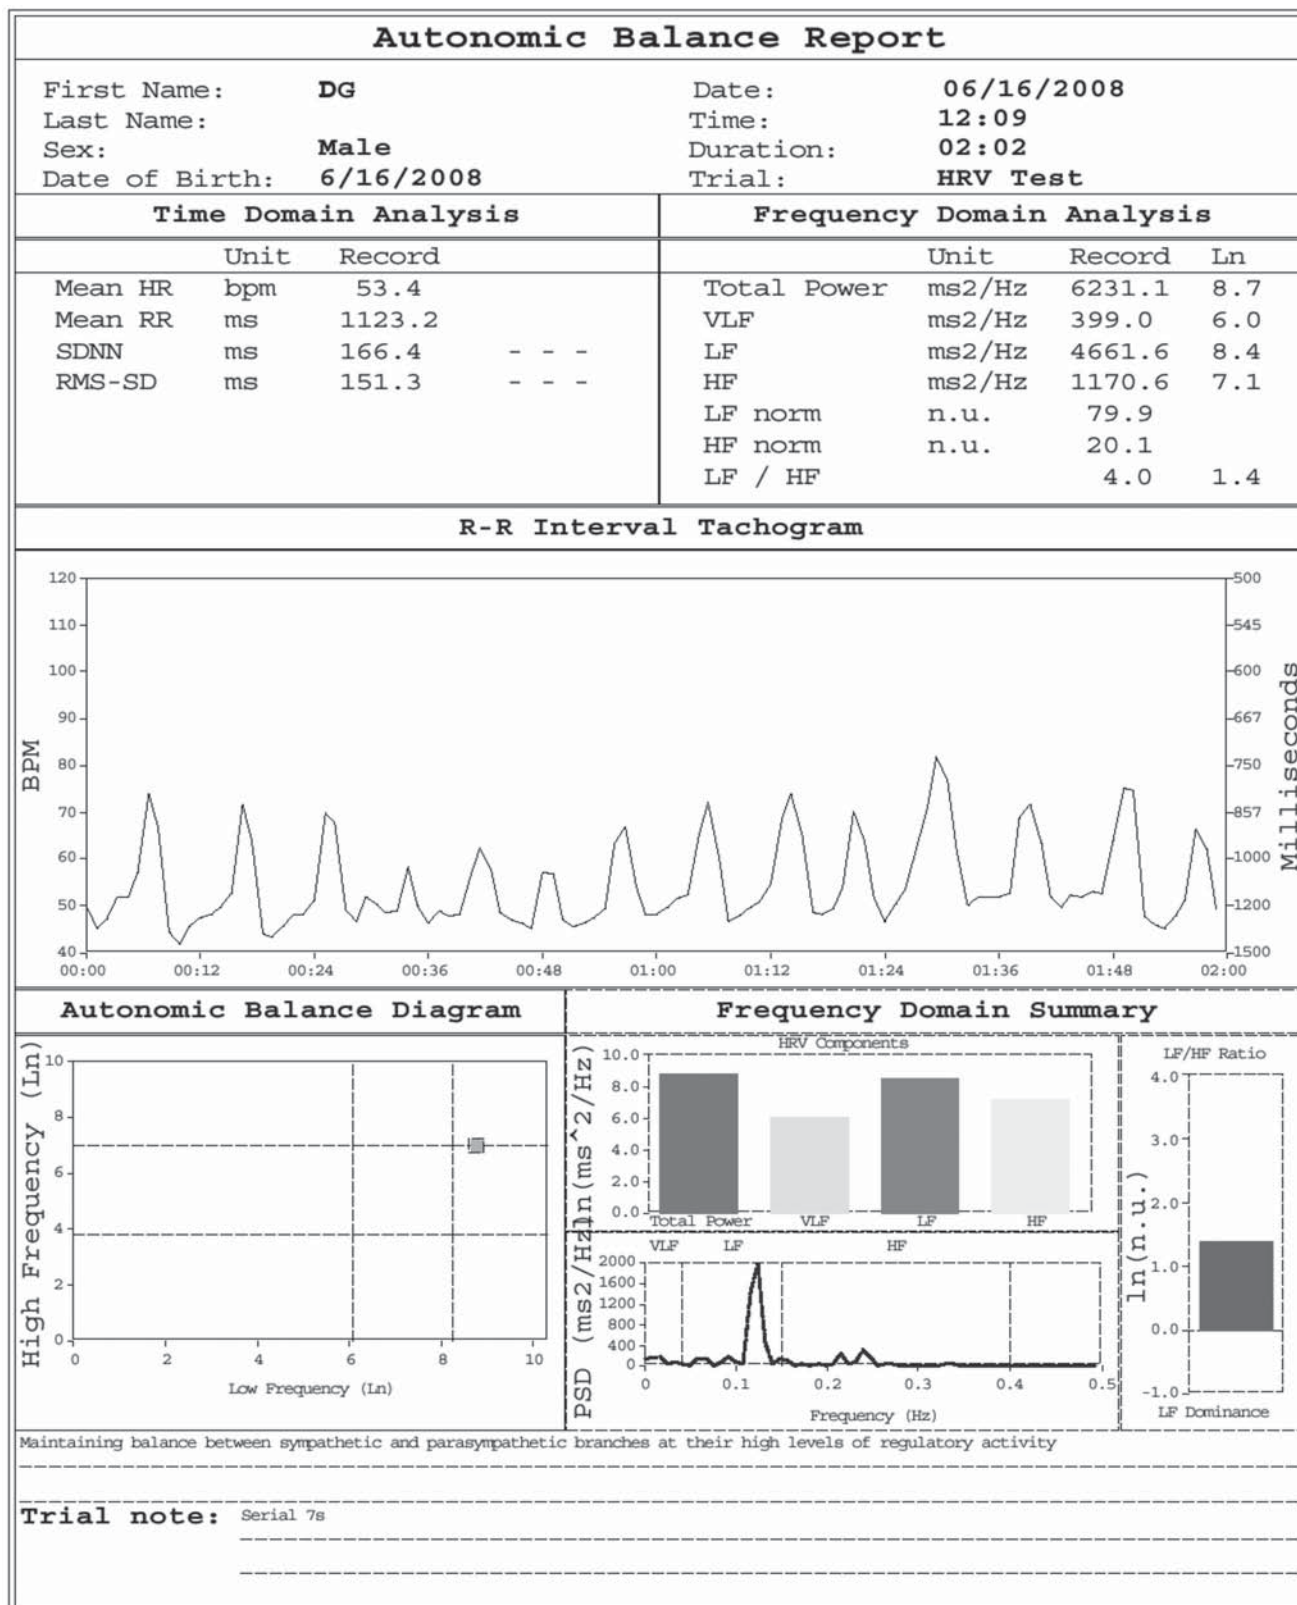 Autonomic Balance Report
First Name: DG Date: 06/16/2008
Last Name: Time: 12:09
Sex: Male Duration: 02:02
Date of Birth: 6/16/2008 Trial: HRV Test
Time Domain Analysis
Unit Record
Mean HR bpm 53.4
Mean RR ms 1123.2
SDNN ms 166.4 - - -
RMS-SD ms 151.3 - - -
Frequency Domain Analysis
Unit Record Ln
Total Power ms2/Hz 6231.1 8.7
VLF ms2/Hz 399.0 6.0
LF ms2/Hz 4661.6 8.4
HF ms2/Hz 1170.6 7.1
LF norm n.u. 79.9
HF norm n.u. 20.1
LF / HF 4.0 1.4
R-R Interval Tachogram
BPM
120
110
100
90
80
70
60
50
40
500
545
600
667
750
857
1000
1200
1500
Milliseconds
00:00 00:12 00:24 00:36 00:48 01:00 01:12 01:24 01:36 01:48 02:00
Autonomic Balance Diagram
High Frequency (Ln)
10
8
6
4
2
0
0 2 4 6 8 10
Low Frequency (Ln)
Frequency Domain Summary
HRV Components
ln(ms^2/Hz)
10.0
8.0
6.0
4.0
2.0
0.0
Total Power VLF LF HF
VLF LF HF
PSD (ms2/Hz)
2000
1600
1200
800
400
0
0 0.1 0.2 0.3 0.4 0.5
Frequency (Hz)
LF/HF Ratio
ln(n.u.)
4.0
3.0
2.0
1.0
0.0
-1.0
LF Dominance
Maintaining balance between sympathetic and parasympathetic branches at their high levels of regulatory activity
Trial note: Serial 7s